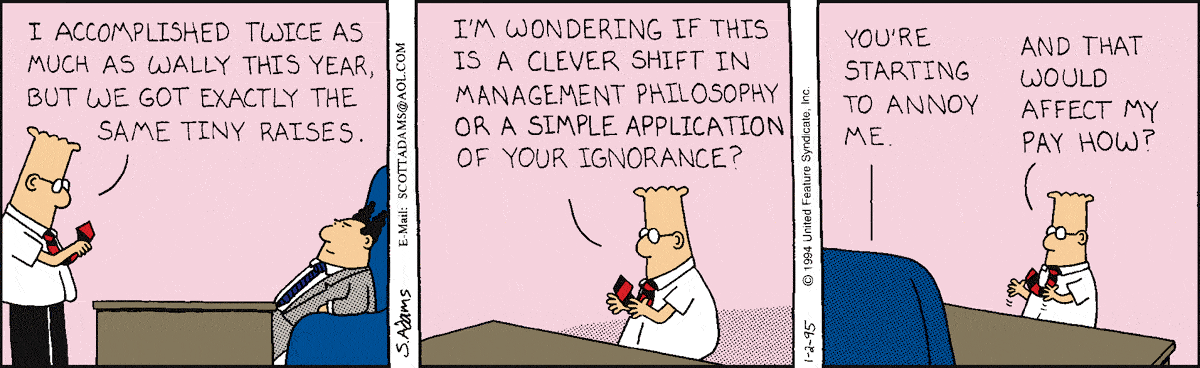 I ACCOMPLISHED TWICE AS
MUCH AS WALLY THIS YEAR,
BUT WE GOT EXACTLY THE
SAME TINY RAISES.
S. Adams
E-Mail: SCOTTADAMS@AOL.COM
I'M WONDERING IF THIS
IS A CLEVER SHIFT IN
MANAGEMENT PHILOSOPHY
OR A SIMPLE APPLICATION
OF YOUR IGNORANCE?
1-2-95
© 1994 United Feature Syndicate, Inc.
YOU'RE
STARTING
TO ANNOY
ME.
AND THAT
WOULD
AFFECT MY
PAY HOW?